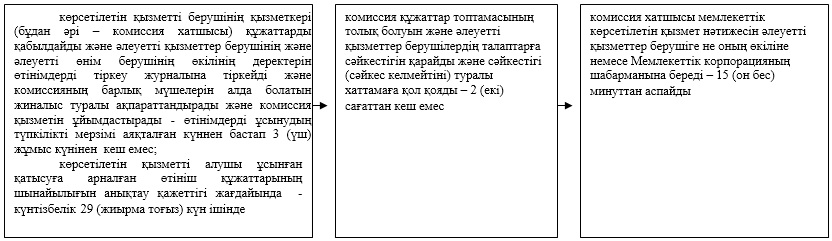 көрсетілетін қызметті берушінің қызметкері
(бұдан әрі – комиссия хатшысы) құжаттарды
қабылдайды және әлеуетті қызметтер берушінің және
әлеуетті өнім берушінің өкілінің деректерін
өтінімдерді тіркеу журналына тіркейді және
комиссияның барлық мүшелерін алда болатын
жиналыс туралы ақпараттандырады және комиссия
қызметін ұйымдастырады - өтінімдерді ұсынудың
түпкілікті мерзімі аяқталған күннен бастап 3 (үш)
жұмыс күнінен кеш емес;
көрсетілетін қызметті алушы ұсынған
қатысуға арналған өтініш құжаттарының
шынайылығын анықтау қажеттігі жағдайында -
күнтізбелік 29 (жиырма тоғыз) күн ішінде
комиссия құжаттар топтамасының
толық болуын және әлеуетті
қызметтер берушілердің талаптарға
сәйкестігін қарайды және сәйкестігі
(сәйкес келмейтіні) туралы
хаттамаға қол қояды – 2 (екі)
сағаттан кеш емес
комиссия хатшысы мемлекеттік
көрсетілетін қызмет нәтижесін әлеуетті
қызметтер берушіге не оның өкіліне
немесе Мемлекеттік корпорацияның
шабарманына береді – 15 (он бес)
минуттан аспайды